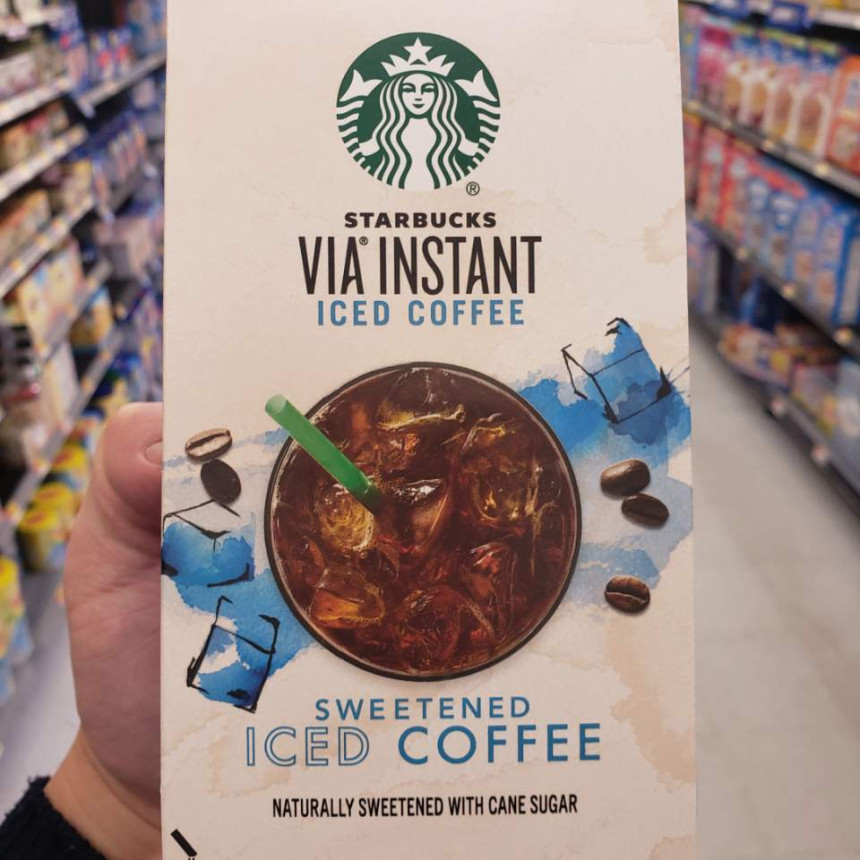 ®
STARBUCKS
VIA® INSTANT
ICED COFFEE
SWEETENED
ICED COFFEE
NATURALLY SWEETENED WITH CANE SUGAR